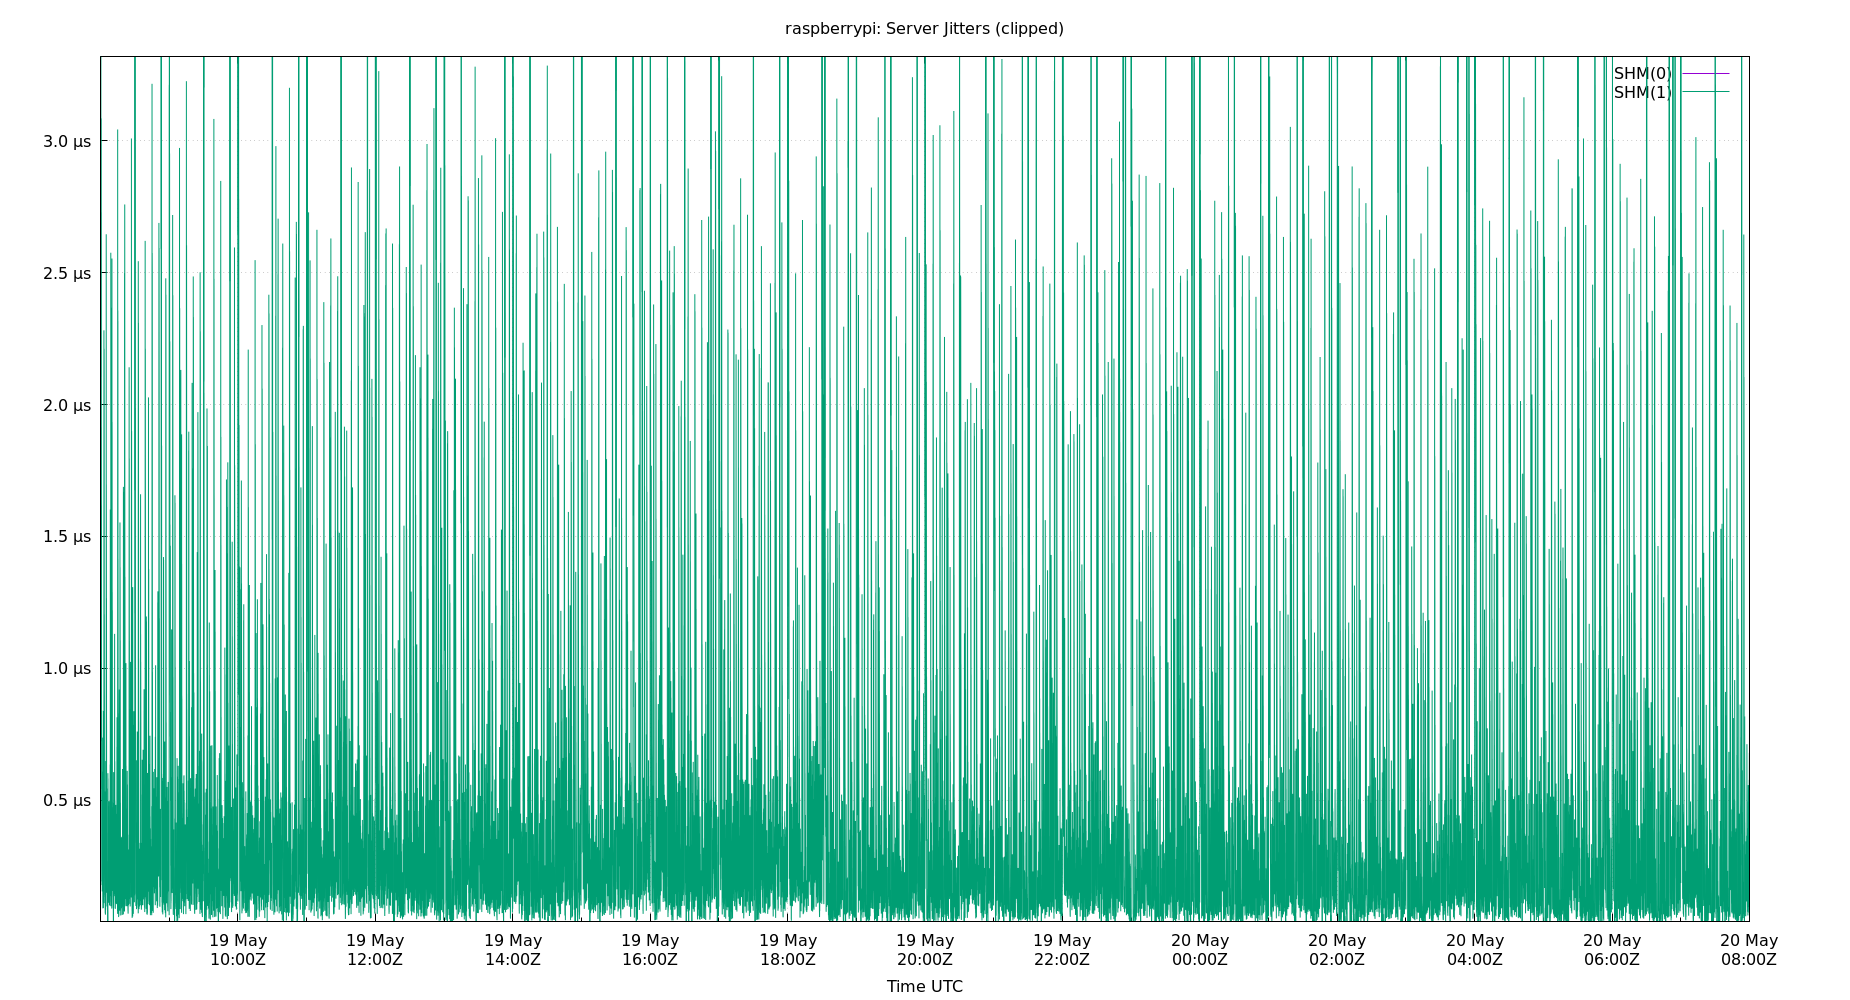 raspberrypi: Server Jitters (clipped)
SHM(0)
SHM(1)
3.0 µs
2.5 µs
2.0 µs
1.5 µs
1.0 µs
0.5 µs
19 May 19 May 19 May 19 May 19 May 19 May 19 May 20 May 20 May 20 May 20 May 20 May
10:00Z 12:00Z 14:00Z 16:00Z 18:00Z 20:00Z 22:00Z 00:00Z 02:00Z 04:00Z 06:00Z 08:00Z
Time UTC